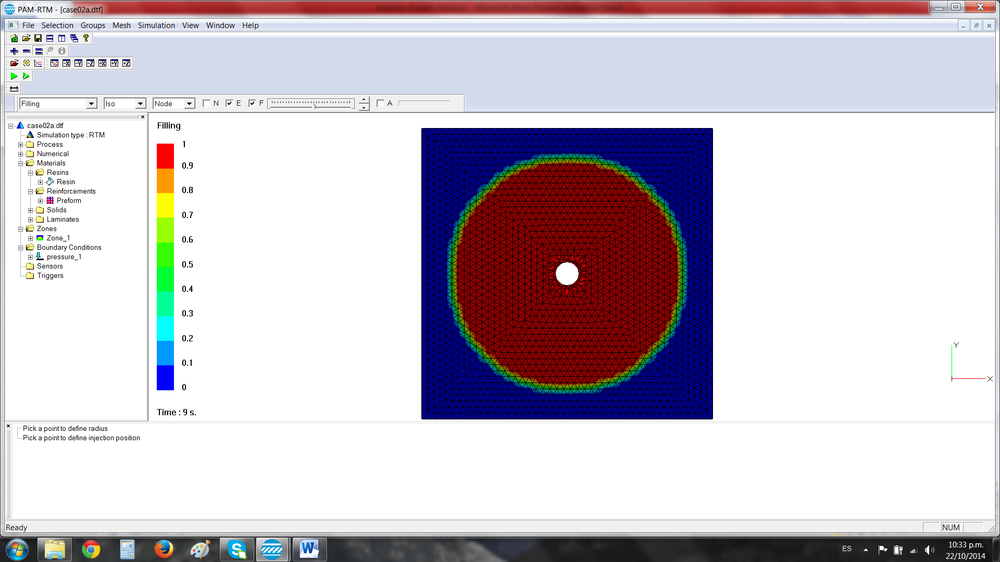 PAM-RTM - [case02a.dtf]
File Selection Groups Mesh Simulation View Window Help
Filling Iso Node N E F A
case02a.dtf
Simulation type : RTM
Process
Numerical
Materials
Resins
Resin
Reinforcements
Preform
Solids
Laminates
Zones
Zone_1
Boundary Conditions
pressure_1
Sensors
Triggers
Filling
1
0.9
0.8
0.7
0.6
0.5
0.4
0.3
0.2
0.1
0
Time : 9 s.
Y
X
Pick a point to define radius
Pick a point to define injection position
Ready
NUM
ES
10:33 p.m.
22/10/2014